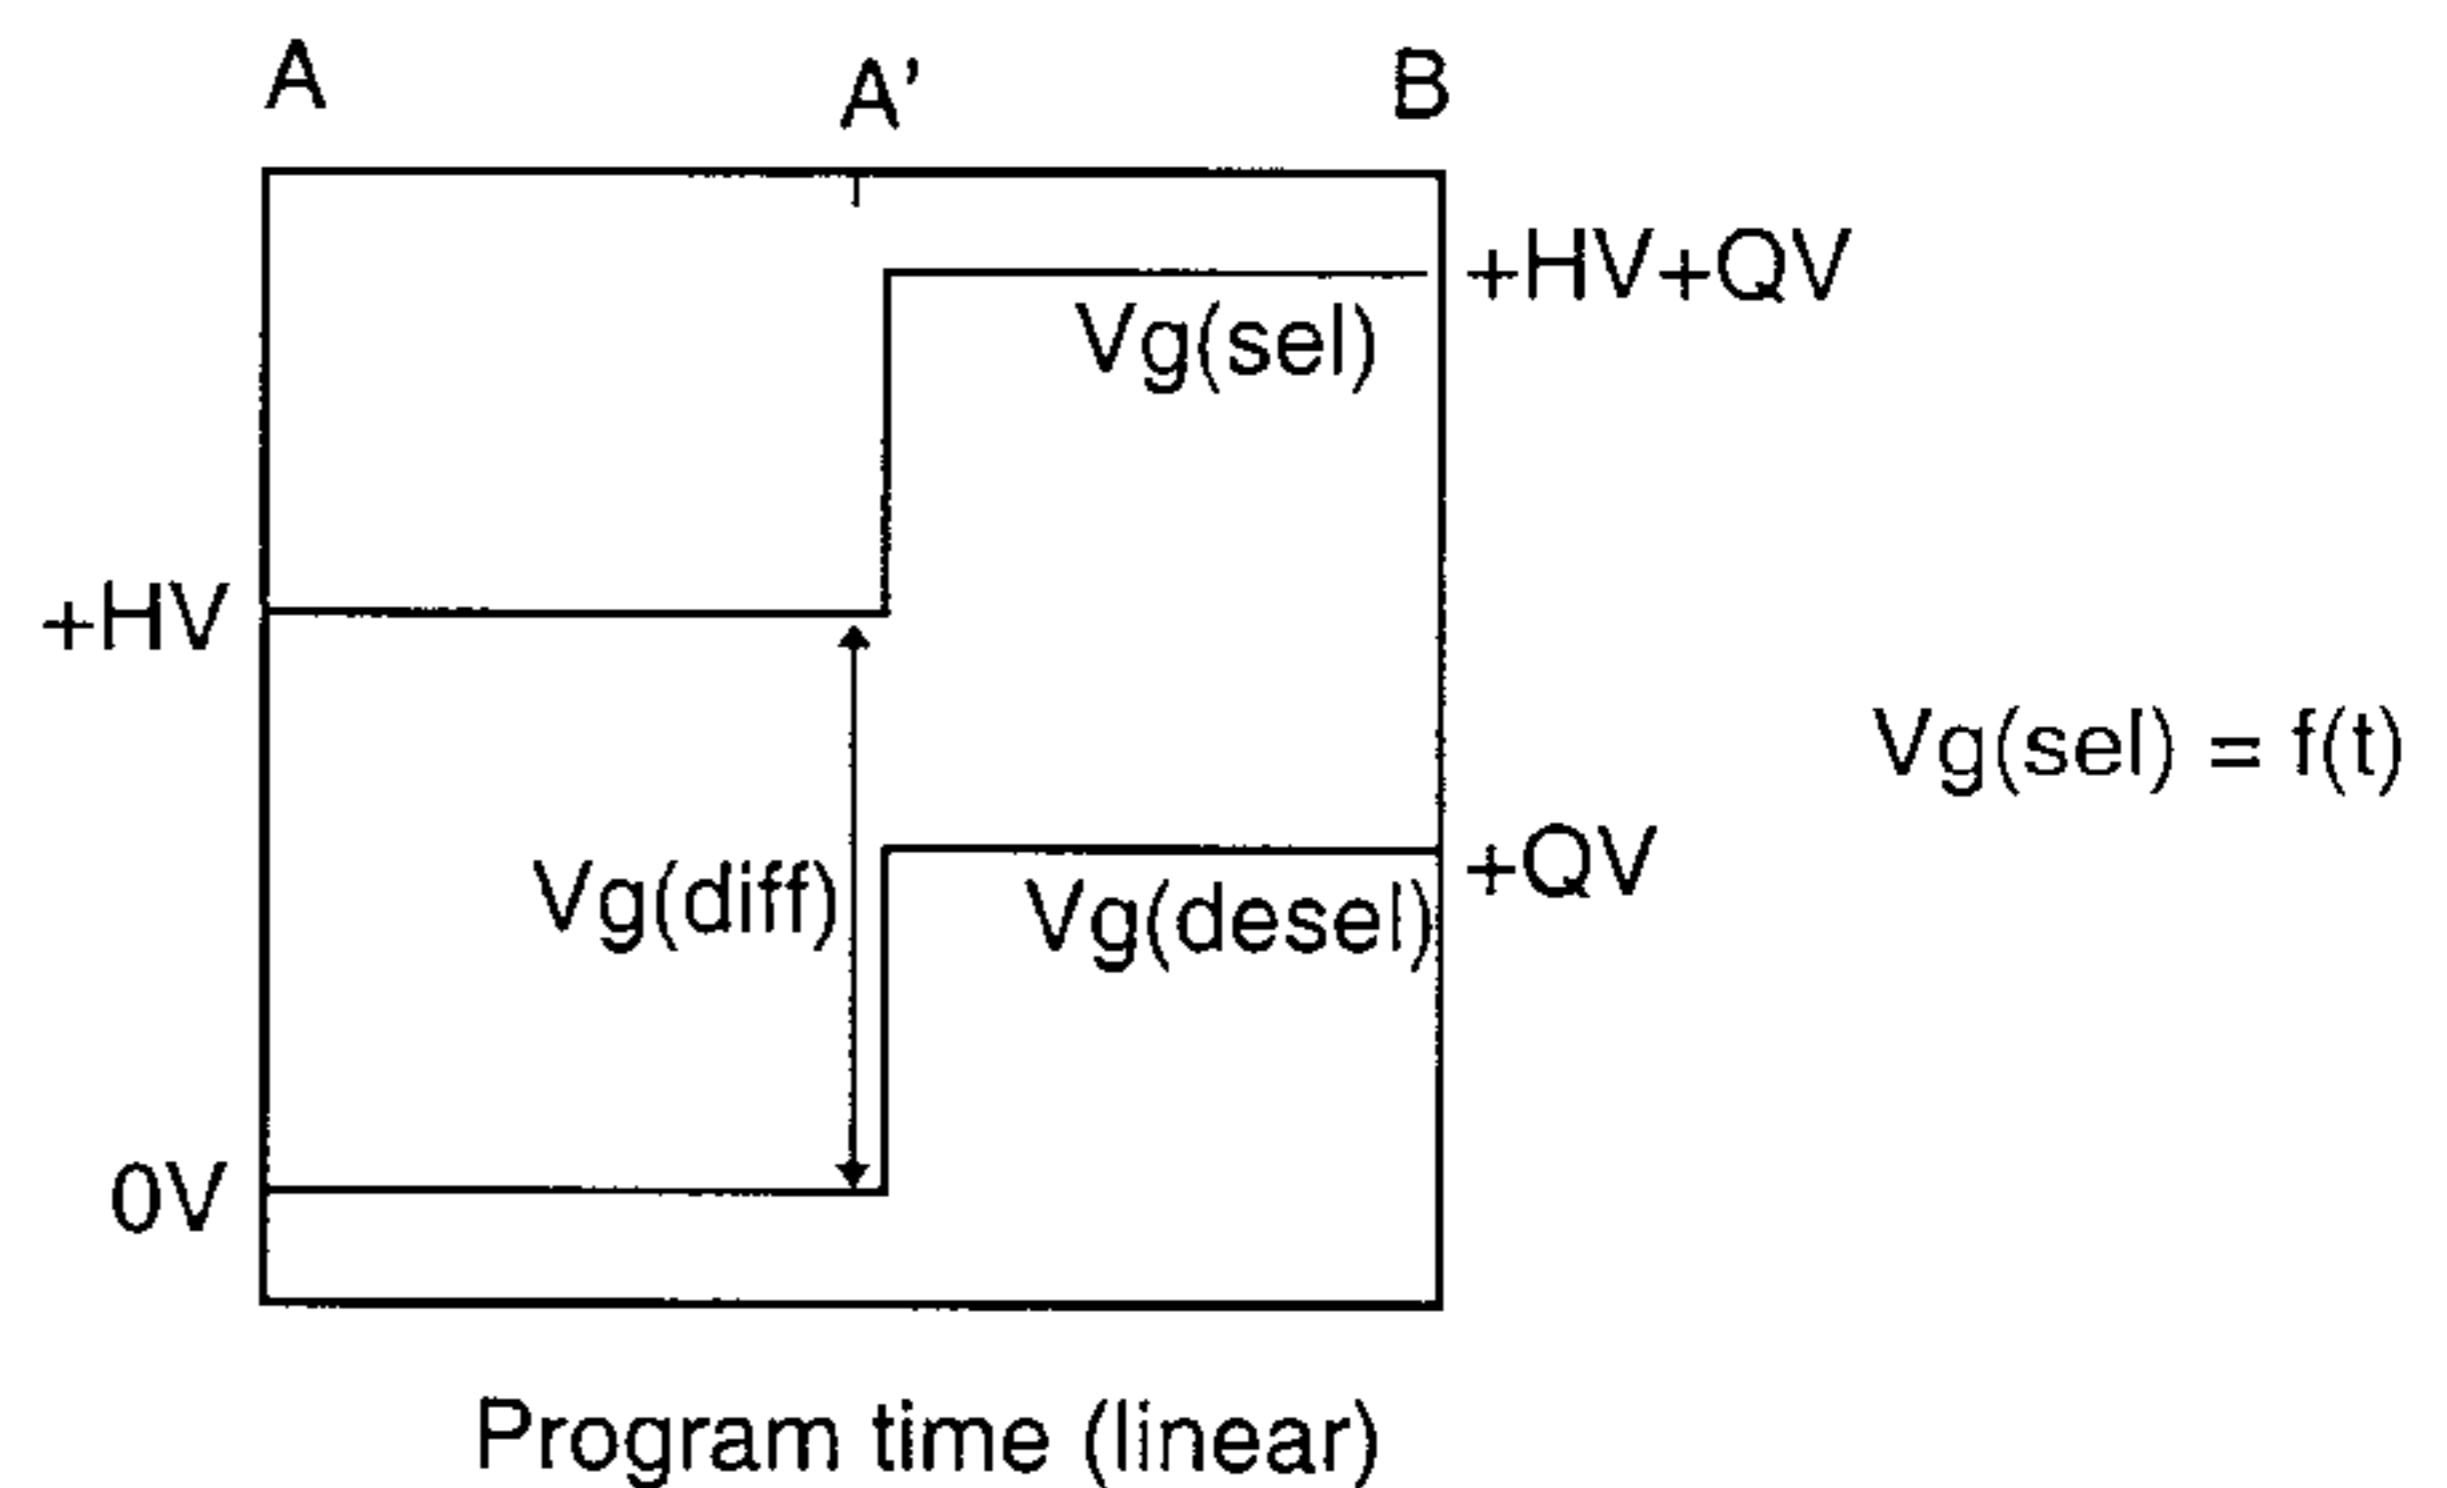 A
A'
B
+HV+QV
Vg(sel)
+HV
Vg(sel) = f(t)
+QV
Vg(diff)
Vg(desel)
0V
Program time (linear)